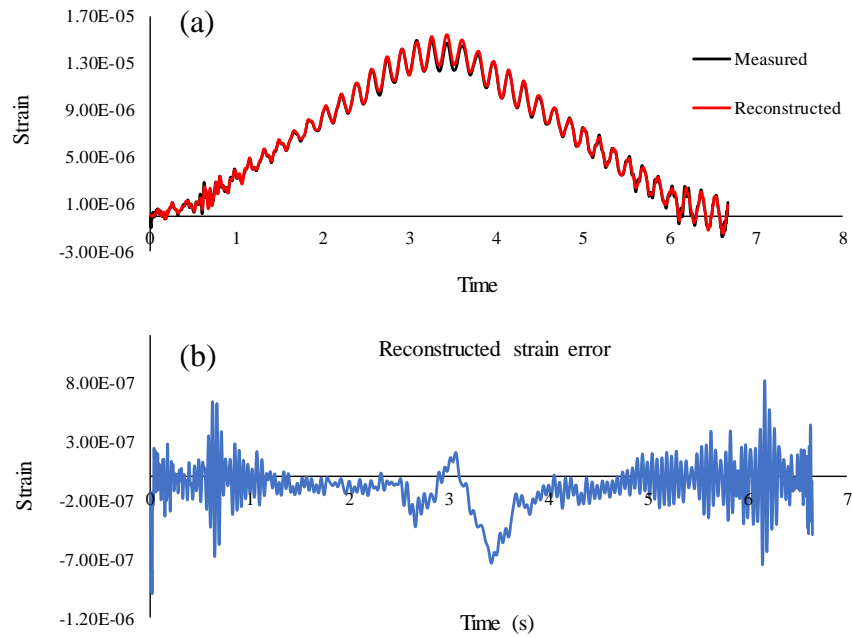 (a)
1.70E-05
1.30E-05
9.00E-06
5.00E-06
1.00E-06
-3.00E-06
Strain
Measured
Reconstructed
0 1 2 3 4 5 6 7 8
Time
(b)
Reconstructed strain error
8.00E-07
3.00E-07
-2.00E-07
-7.00E-07
-1.20E-06
Strain
0 1 2 3 4 5 6 7
Time (s)